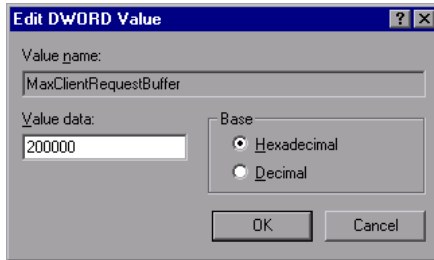 Edit DWORD Value
Value name:
MaxClientRequestBuffer
Value data:
200000
Base
Hexadecimal
Decimal
OK
Cancel